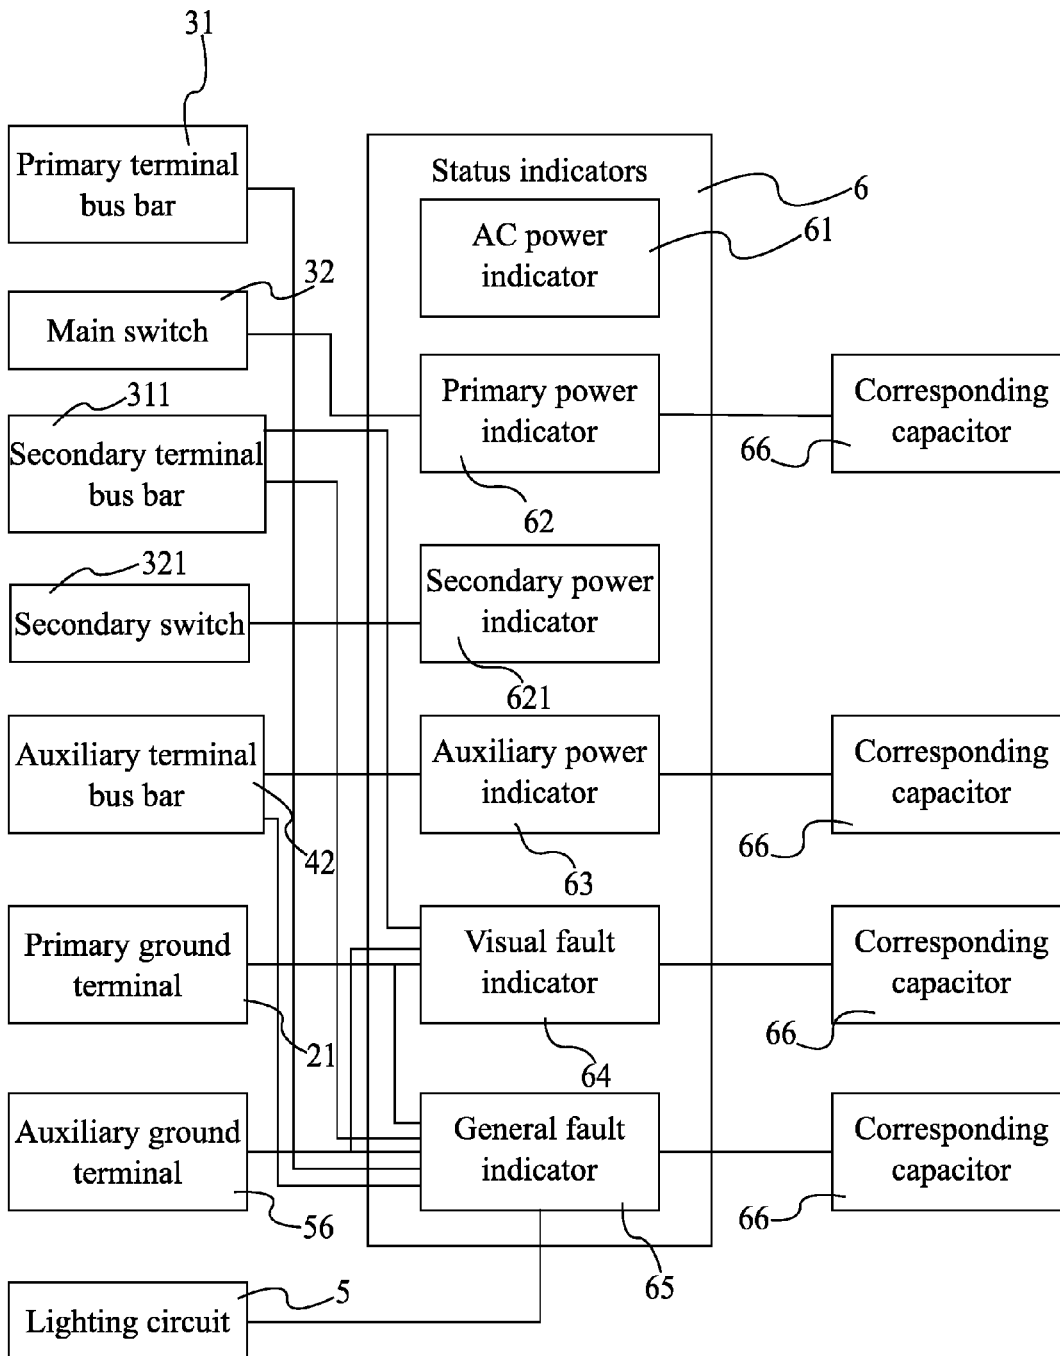 31
Primary terminal
bus bar
Status indicators
6
AC power
indicator
61
32
Main switch
Primary power
indicator
62
Corresponding
capacitor
66
311
Secondary terminal
bus bar
321
Secondary switch
Secondary power
indicator
621
Auxiliary terminal
bus bar
42
Auxiliary power
indicator
63
Corresponding
capacitor
66
Primary ground
terminal
21
Visual fault
indicator
64
Corresponding
capacitor
66
Auxiliary ground
terminal
56
General fault
indicator
65
Corresponding
capacitor
66
Lighting circuit
5